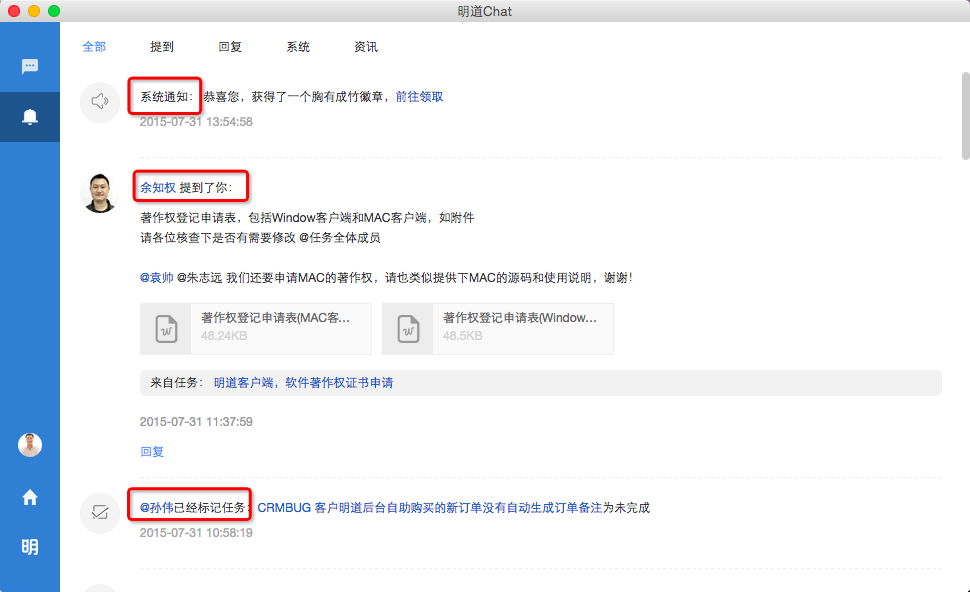 明道Chat
全部 提到 回复 系统 资讯
系统通知：恭喜您，获得了一个胸有成竹徽章，前往领取
2015-07-31 13:54:58
余知权 提到了你：
著作权登记申请表，包括Window客户端和MAC客户端，如附件
请各位核查下是否有需要修改 @任务全体成员
@袁帅 @朱志远 我们还要申请MAC的著作权，请也类似提供下MAC的源码和使用说明，谢谢！
著作权登记申请表(MAC客...
48.24KB
著作权登记申请表(Window...
48.5KB
来自任务： 明道客户端，软件著作权证书申请
2015-07-31 11:37:59
回复
@孙伟已经标记任务：CRMBUG 客户明道后台自助购买的新订单没有自动生成订单备注为未完成
2015-07-31 10:58:19
明